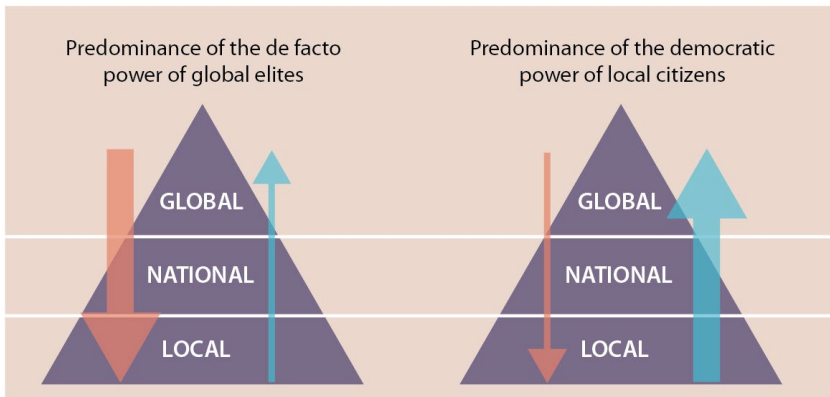 Predominance of the de facto
power of global elites
GLOBAL
NATIONAL
LOCAL
Predominance of the democratic
power of local citizens
GLOBAL
NATIONAL
LOCAL